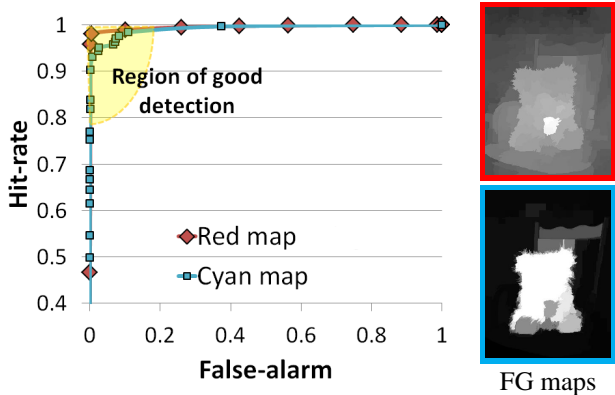 1
0.9
0.8
0.7
0.6
0.5
0.4
Hit-rate
Region of good
detection
Red map
Cyan map
0
0.2
0.4
0.6
0.8
1
False-alarm
FG maps